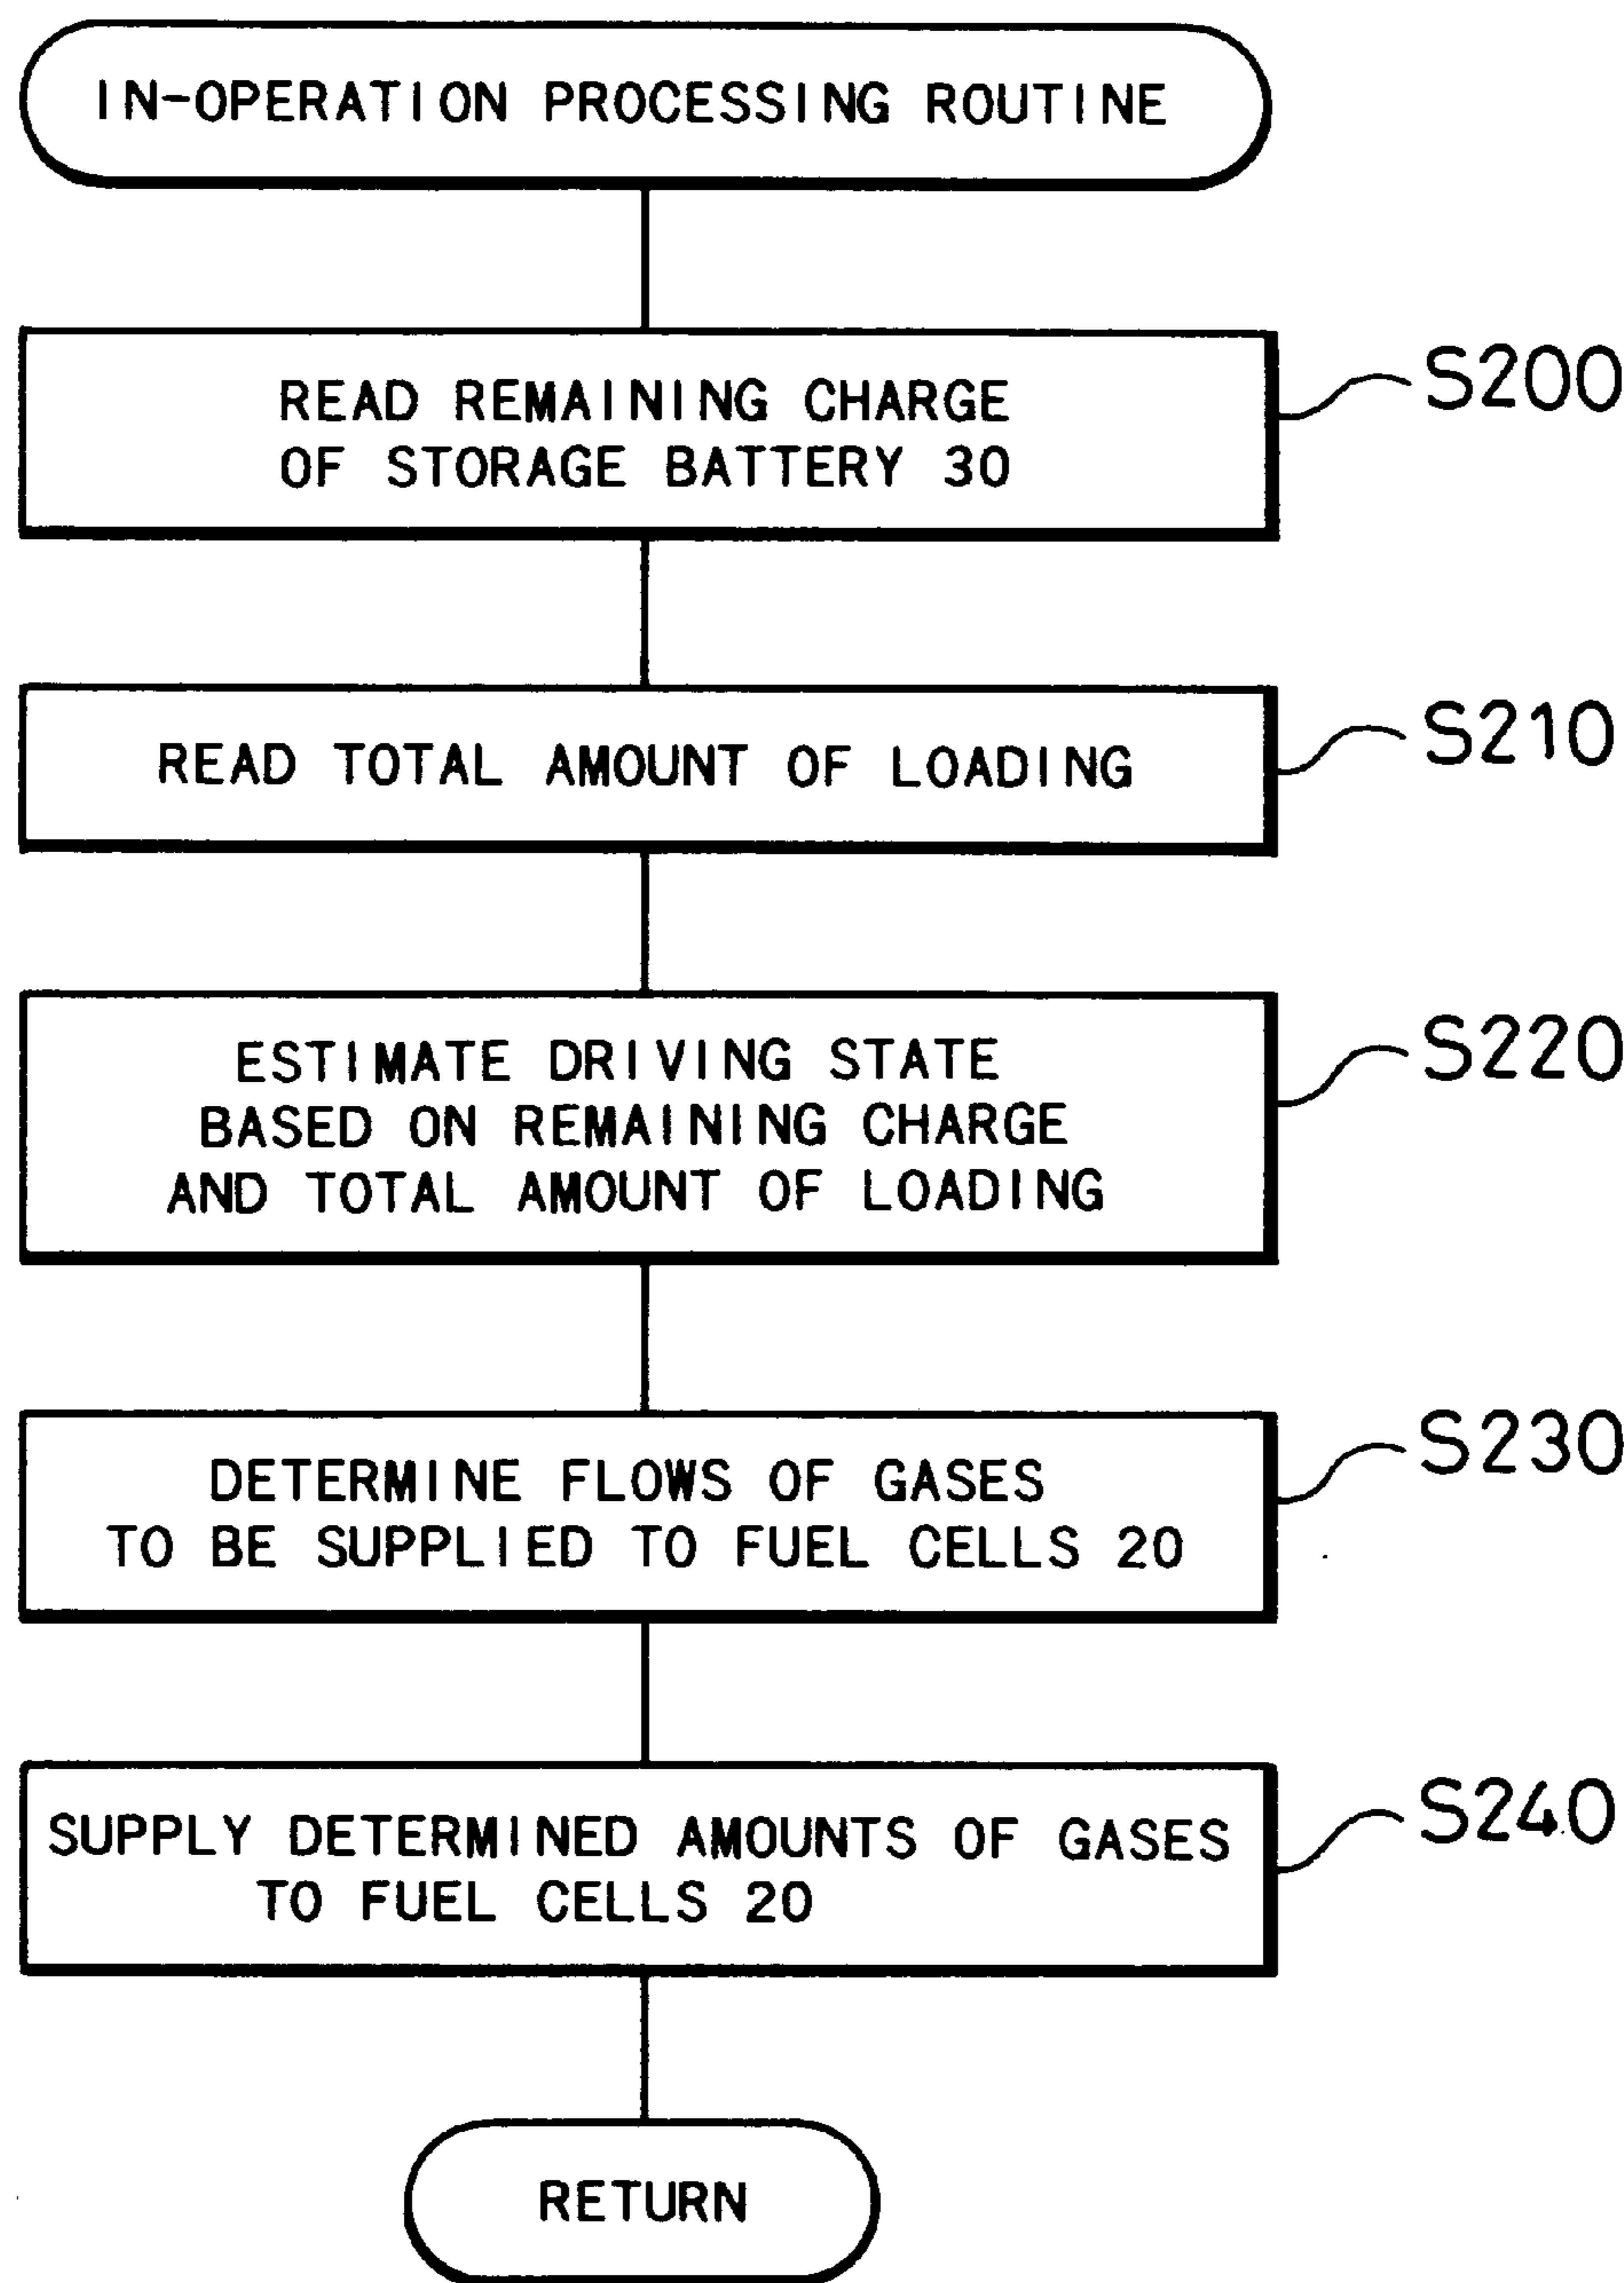 IN-OPERATION PROCESSING ROUTINE
READ REMAINING CHARGE
OF STORAGE BATTERY 30
S200
READ TOTAL AMOUNT OF LOADING
S210
ESTIMATE DRIVING STATE
BASED ON REMAINING CHARGE
AND TOTAL AMOUNT OF LOADING
S220
DETERMINE FLOWS OF GASES
TO BE SUPPLIED TO FUEL CELLS 20
S230
SUPPLY DETERMINED AMOUNTS OF GASES
TO FUEL CELLS 20
S240
RETURN